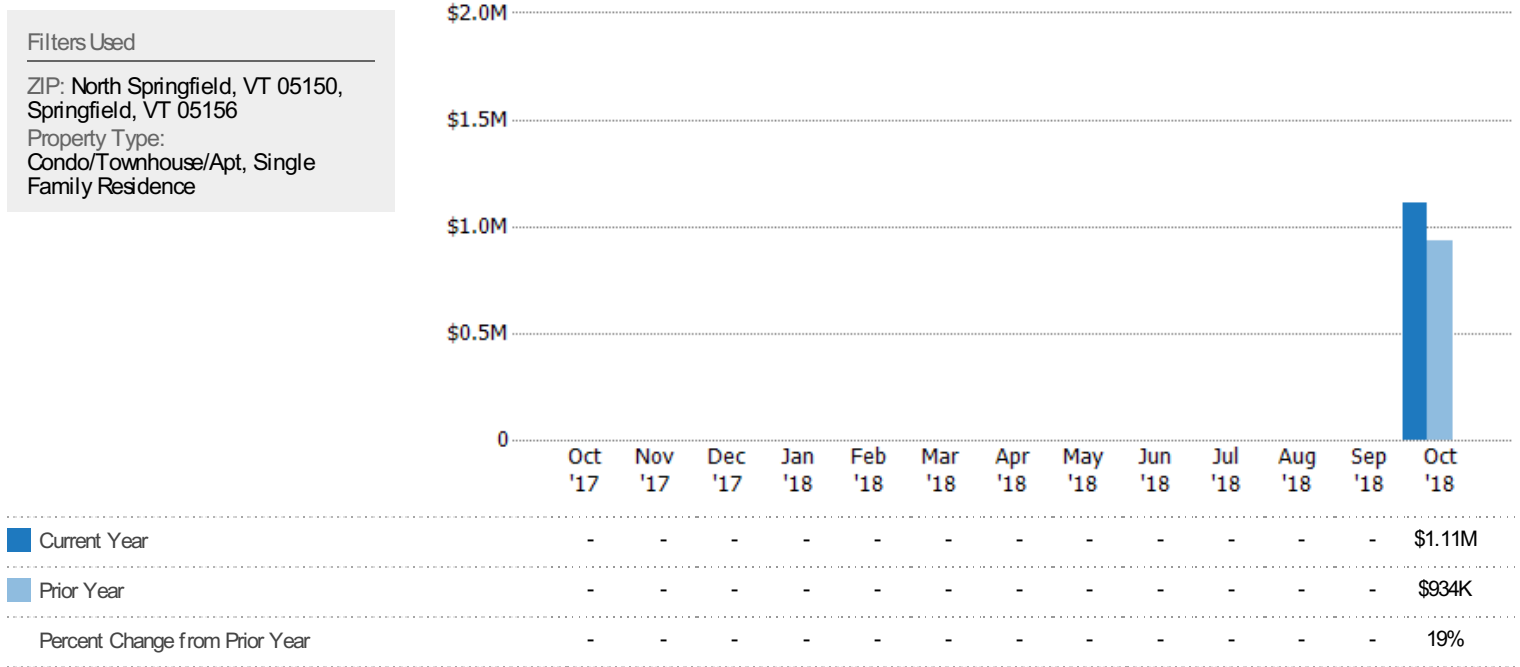 Filters Used
ZIP: North Springfield, VT 05150,
Springfield, VT 05156
Property Type:
Condo/Townhouse/Apt, Single
Family Residence
$2.0M
$1.5M
$1.0M
$0.5M
0
Oct Nov Dec Jan Feb Mar Apr May Jun Jul Aug Sep Oct
'17 '17 '17 '18 '18 '18 '18 '18 '18 '18 '18 '18 '18
Current Year - - - - - - - - - - - - $1.11M
Prior Year - - - - - - - - - - - - $934K
Percent Change from Prior Year - - - - - - - - - - - - 19%